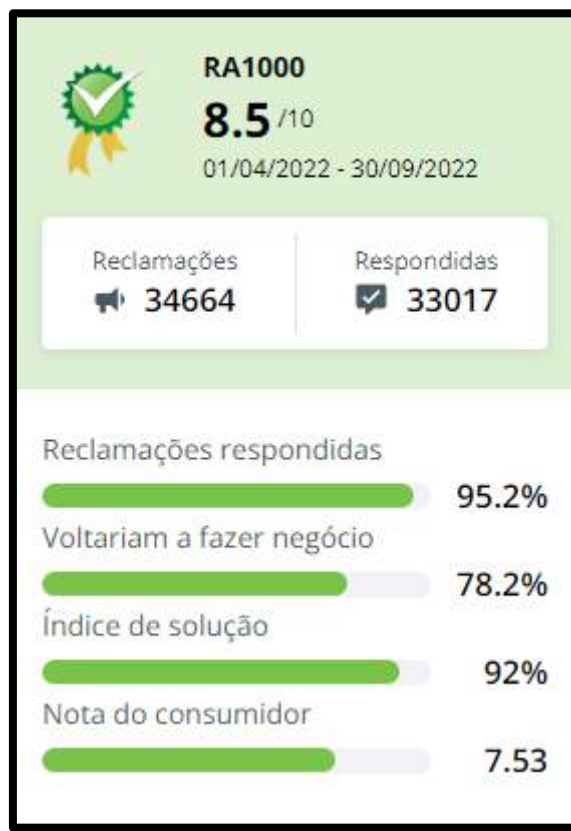 RA1000
8.5 /10
01/04/2022 - 30/09/2022
Reclamações Respondidas
34664 33017
Reclamações respondidas
95.2%
Voltariam a fazer negócio
78.2%
Índice de solução
92%
Nota do consumidor
7.53